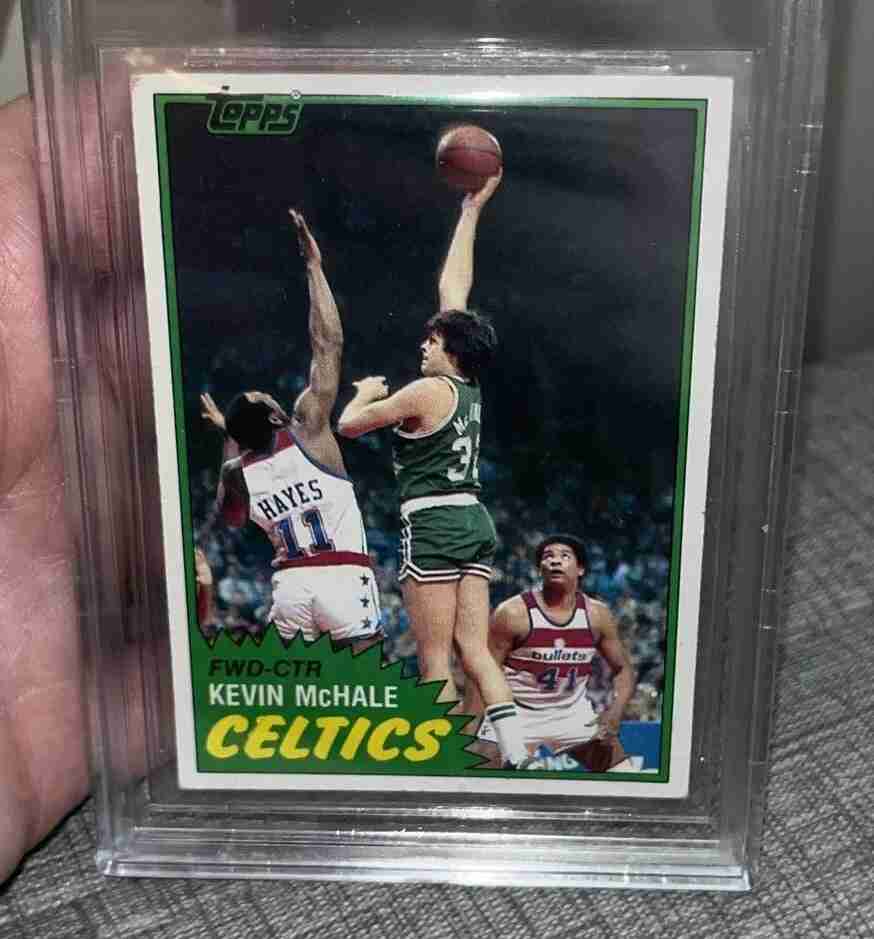 TOPPS®
HAYES
11
bullets
41
FWD-CTR
KEVIN McHALE
CELTICS